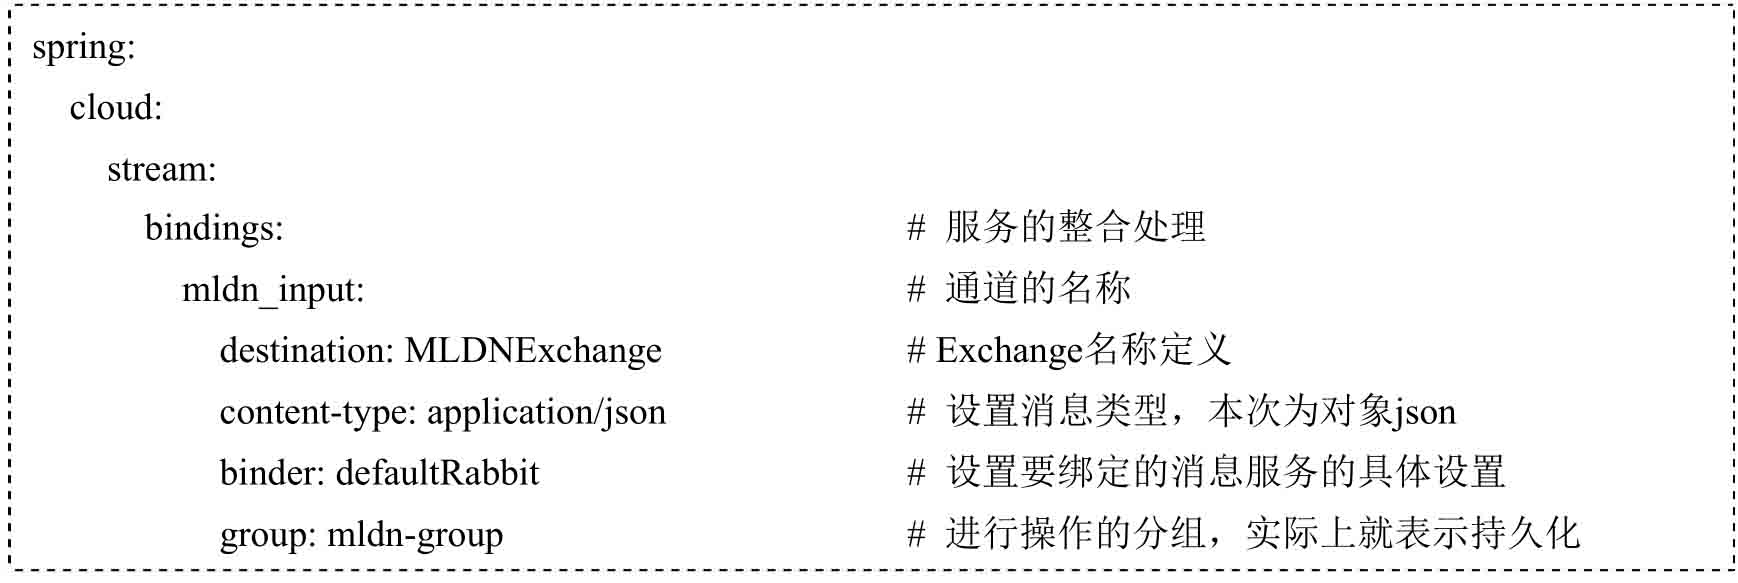 spring:
  cloud:
    stream:
      bindings: # 服务的整合处理
        mldn_input: # 通道的名称
          destination: MLDNExchange # Exchange名称定义
          content-type: application/json # 设置消息类型，本次为对象json
          binder: defaultRabbit # 设置要绑定的消息服务的具体设置
          group: mldn-group # 进行操作的分组，实际上就表示持久化